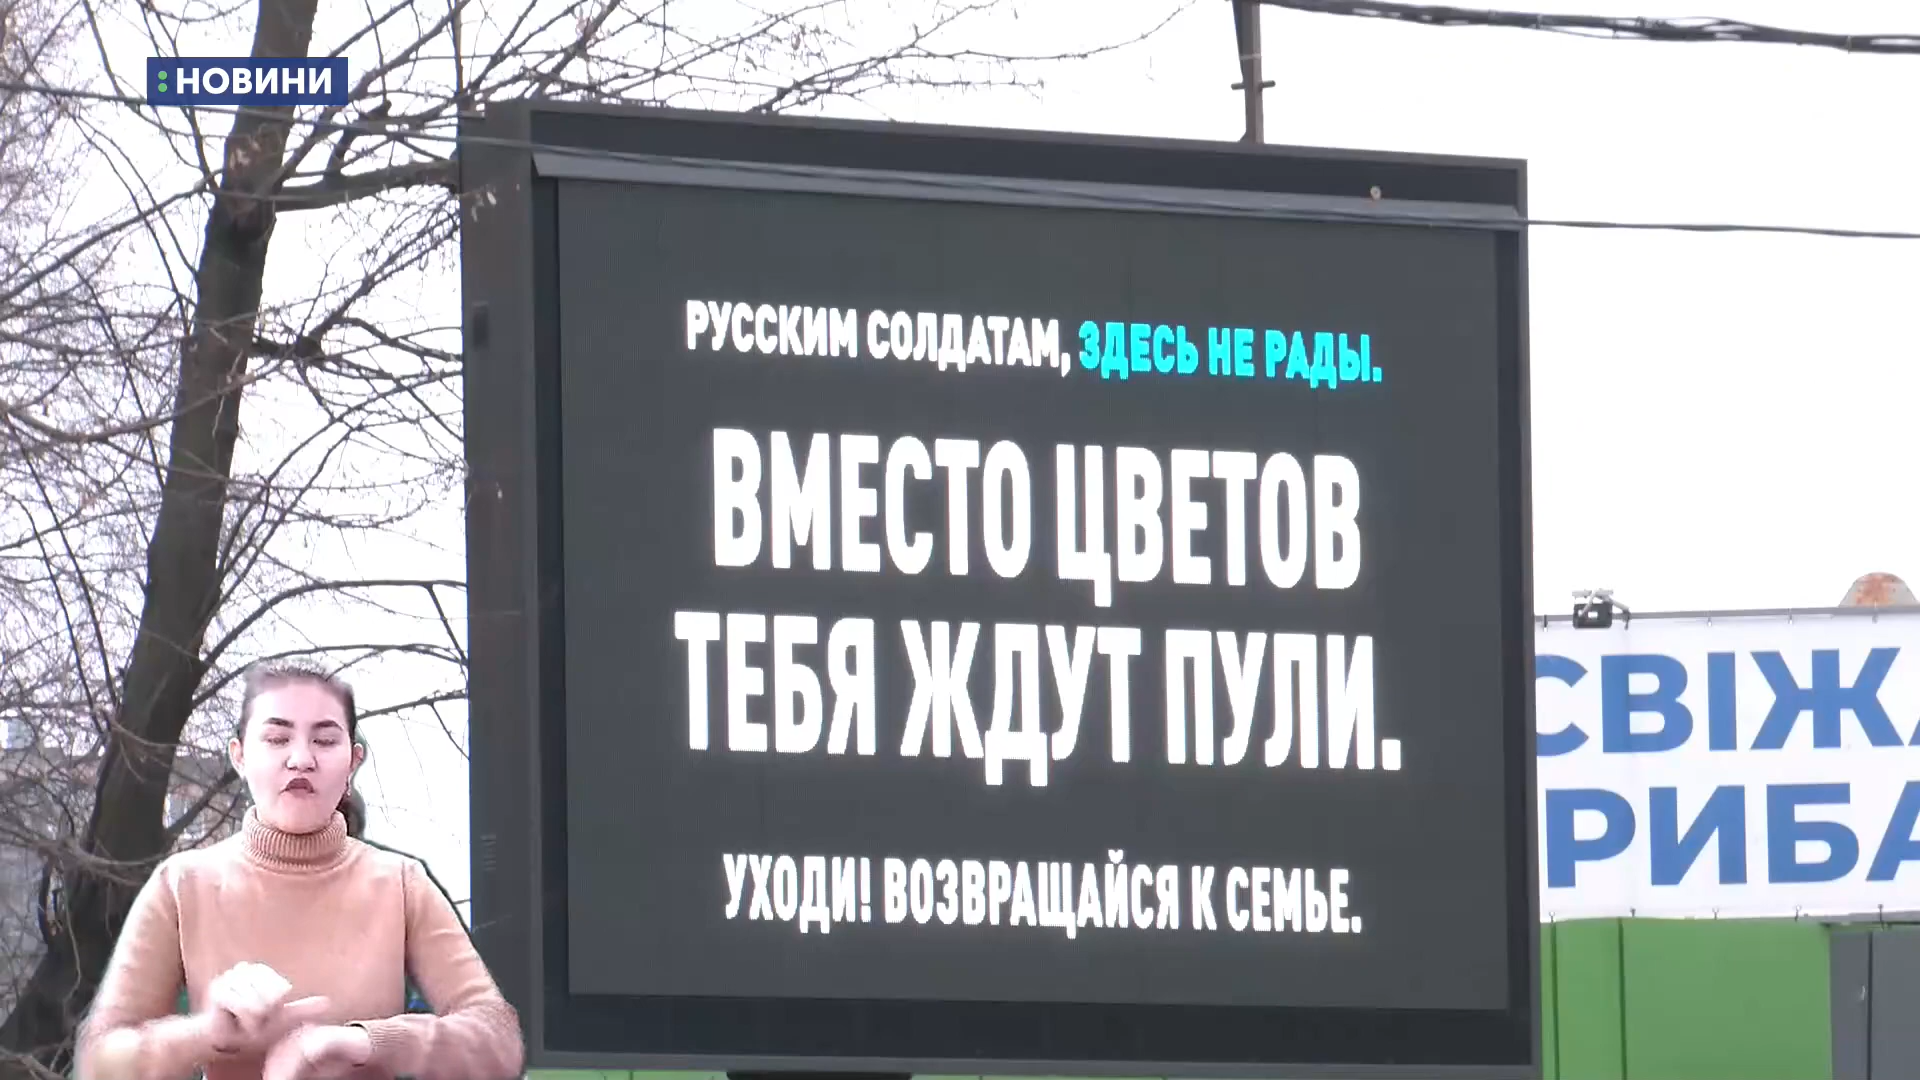 :НОВИНИ
РУССКИМ СОЛДАТАМ, ЗДЕСЬ НЕ РАДЫ.
ВМЕСТО ЦВЕТОВ
ТЕБЯ ЖДУТ ПУЛИ.
УХОДИ! ВОЗВРАЩАЙСЯ К СЕМЬЕ.
СВІЖА
РИБА